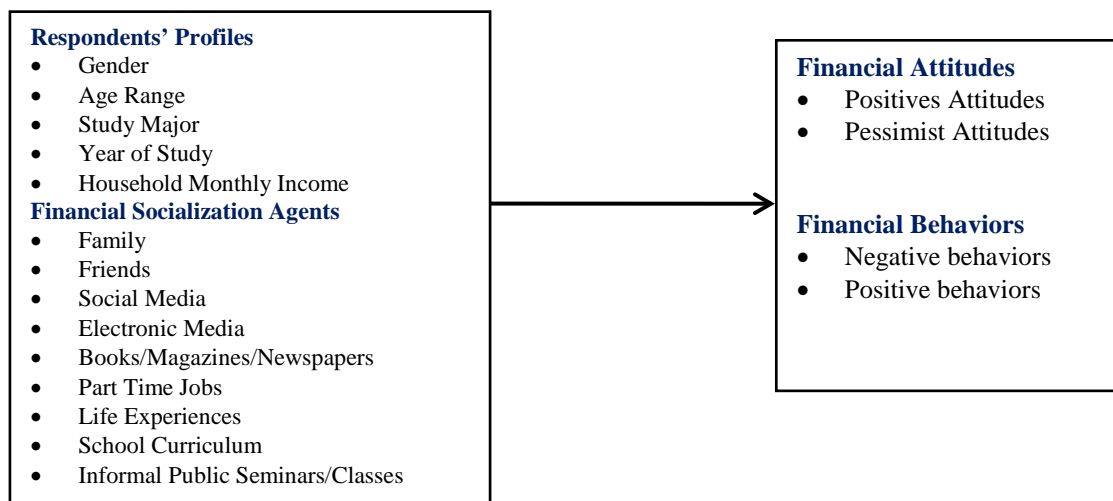 Respondents’ Profiles
• Gender
• Age Range
• Study Major
• Year of Study
• Household Monthly Income
Financial Socialization Agents
• Family
• Friends
• Social Media
• Electronic Media
• Books/Magazines/Newspapers
• Part Time Jobs
• Life Experiences
• School Curriculum
• Informal Public Seminars/Classes
Financial Attitudes
• Positives Attitudes
• Pessimist Attitudes
Financial Behaviors
• Negative behaviors
• Positive behaviors